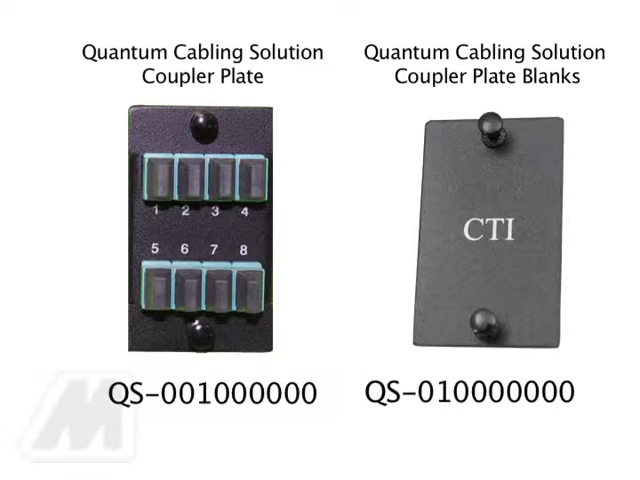 Quantum Cabling Solution
Coupler Plate
1 2 3 4
5 6 7 8
QS-001000000
Quantum Cabling Solution
Coupler Plate Blanks
CTI
QS-010000000
M